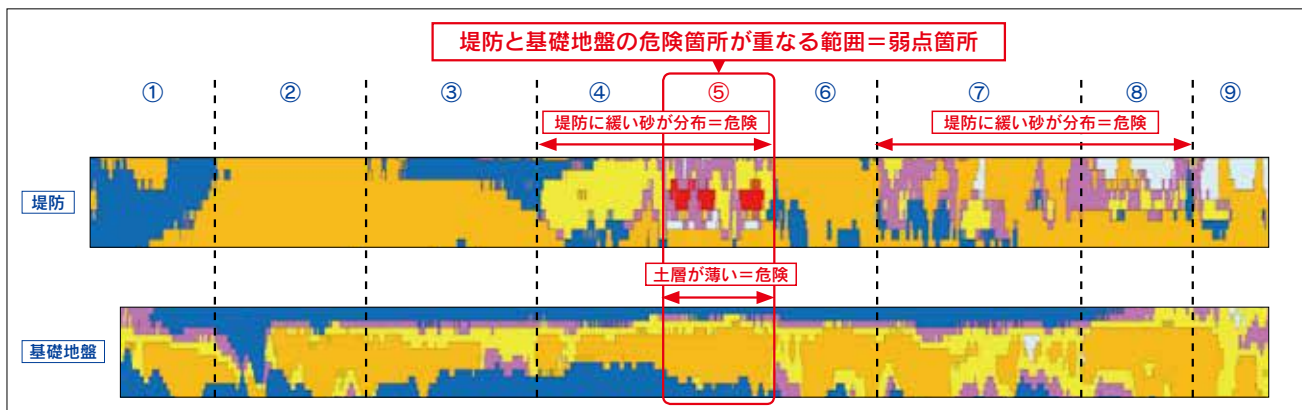 堤防と基礎地盤の危険箇所が重なる範囲=弱点箇所
① ② ③ ④ ⑤ ⑥ ⑦ ⑧ ⑨
堤防に緩い砂が分布=危険 堤防に緩い砂が分布=危険
堤防
土層が薄い=危険
基礎地盤